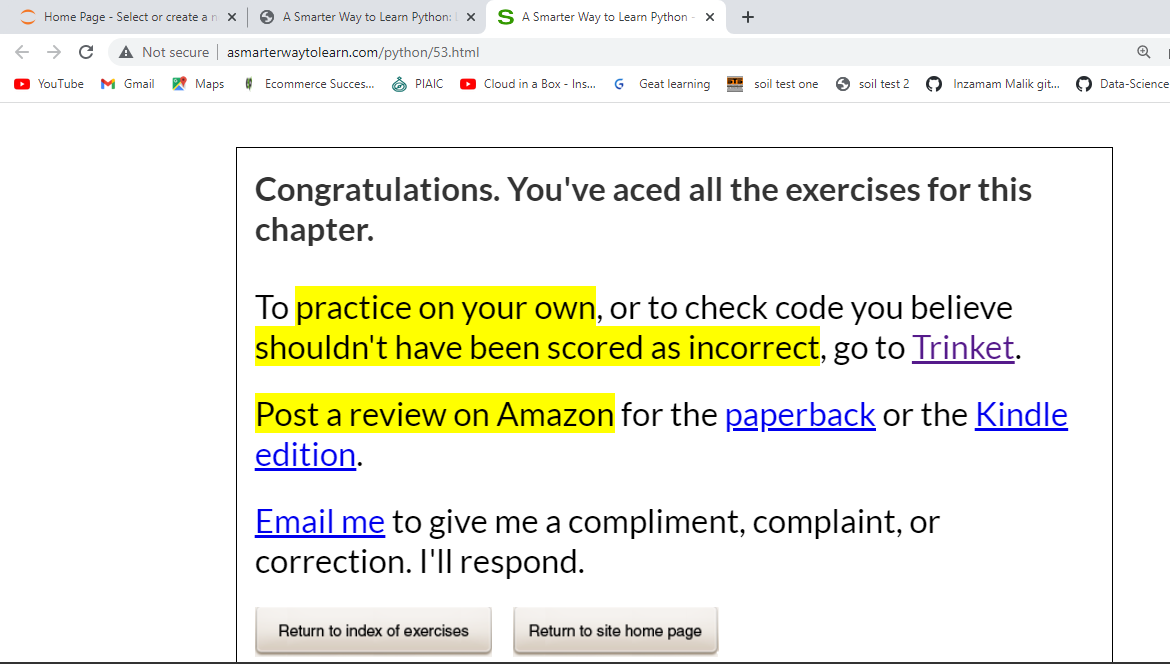 Home Page - Select or create a n
A Smarter Way to Learn Python:
A Smarter Way to Learn Python -
Not secure
asmarterwaytolearn.com/python/53.html
YouTube
Gmail
Maps
Ecommerce Succes...
PIAIC
Cloud in a Box - Ins...
Geat learning
soil test one
soil test 2
Inzamam Malik git...
Data-Science
Congratulations. You've aced all the exercises for this
chapter.
To practice on your own, or to check code you believe
shouldn't have been scored as incorrect, go to Trinket.
Post a review on Amazon for the paperback or the Kindle
edition.
Email me to give me a compliment, complaint, or
correction. I'll respond.
Return to index of exercises
Return to site home page